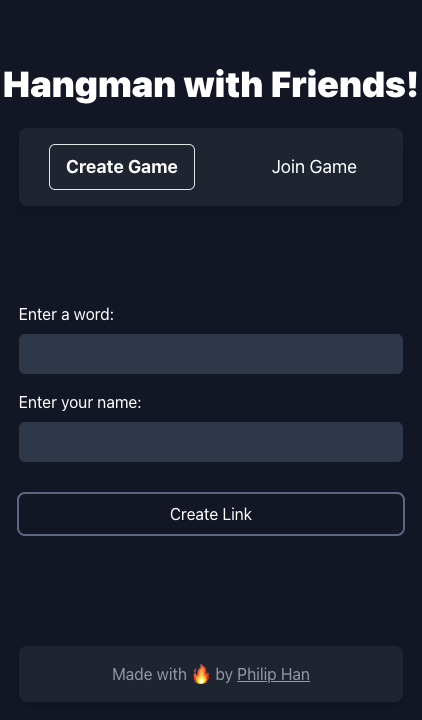 Hangman with Friends!
Create Game
Join Game
Enter a word:
Enter your name:
Create Link
Made with 🔥 by Philip Han